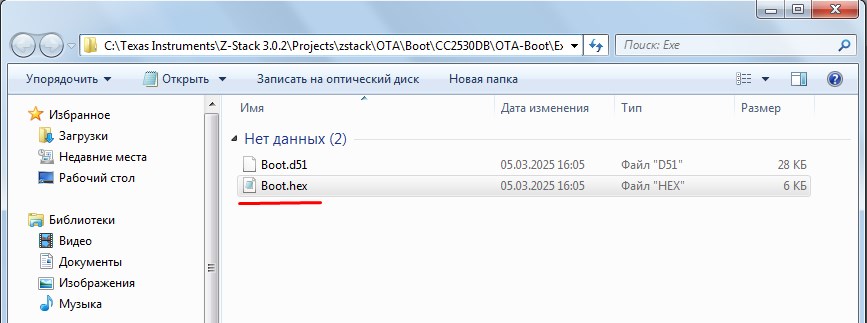 C:\Texas Instruments\Z-Stack 3.0.2\Projects\zstack\OTA\Boot\CC2530DB\OTA-Boot\Ex
Поиск: Exe
Упорядочить Открыть Записать на оптический диск Новая папка
Избранное
Загрузки
Недавние места
Рабочий стол
Библиотеки
Видео
Документы
Изображения
Музыка
Имя Дата изменения Тип Размер
Нет данных (2)
Boot.d51 05.03.2025 16:05 Файл "D51" 28 КБ
Boot.hex 05.03.2025 16:05 Файл "HEX" 6 КБ